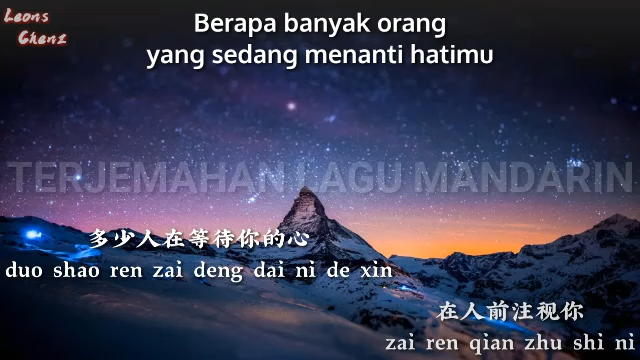 Leons
Chenz
Berapa banyak orang
yang sedang menanti hatimu
TERJEMAHAN LAGU MANDARIN
多少人在等待你的心
duo shao ren zai deng dai ni de xin
在人前注视你
zai ren qian zhu shi ni